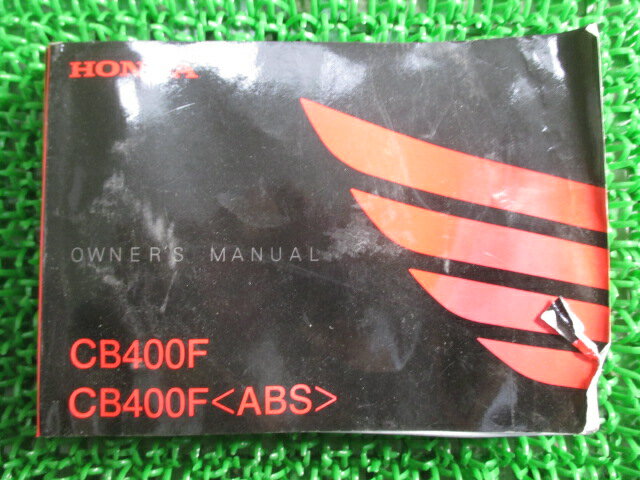 HONDA
OWNER'S MANUAL
CB400F
CB400F<ABS>